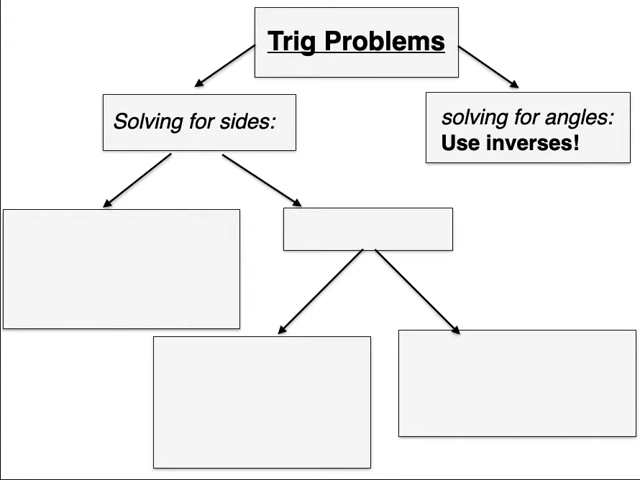 Trig Problems
Solving for sides:
solving for angles:
Use inverses!